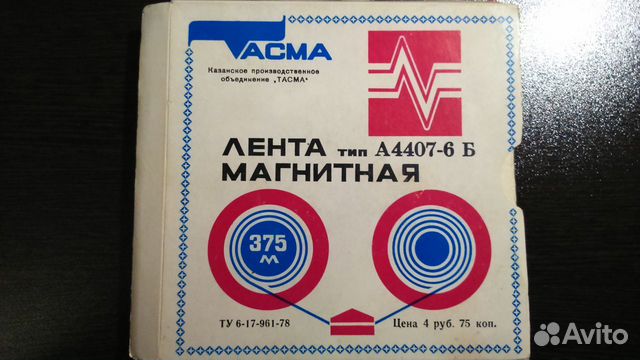 ТАСМА
Казанское производственное
объединение „ТАСМА"
ЛЕНТА тип А4407-6 Б
МАГНИТНАЯ
375
м
ТУ 6-17-961-78
Цена 4 руб. 75 коп.
Avito